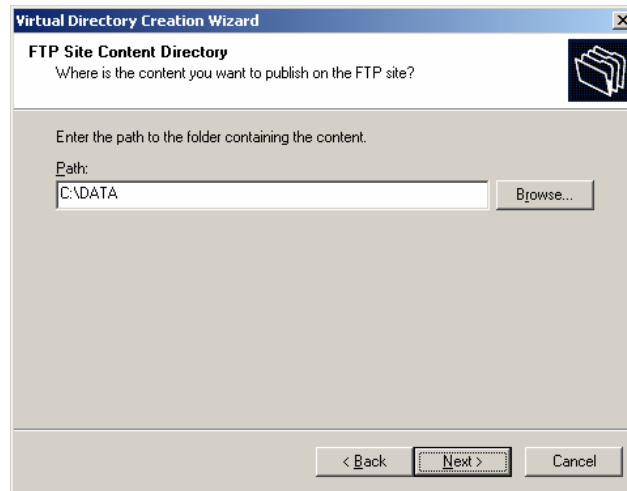 Virtual Directory Creation Wizard
FTP Site Content Directory
Where is the content you want to publish on the FTP site?
Enter the path to the folder containing the content.
Path:
C:\DATA
Browse...
< Back Next > Cancel